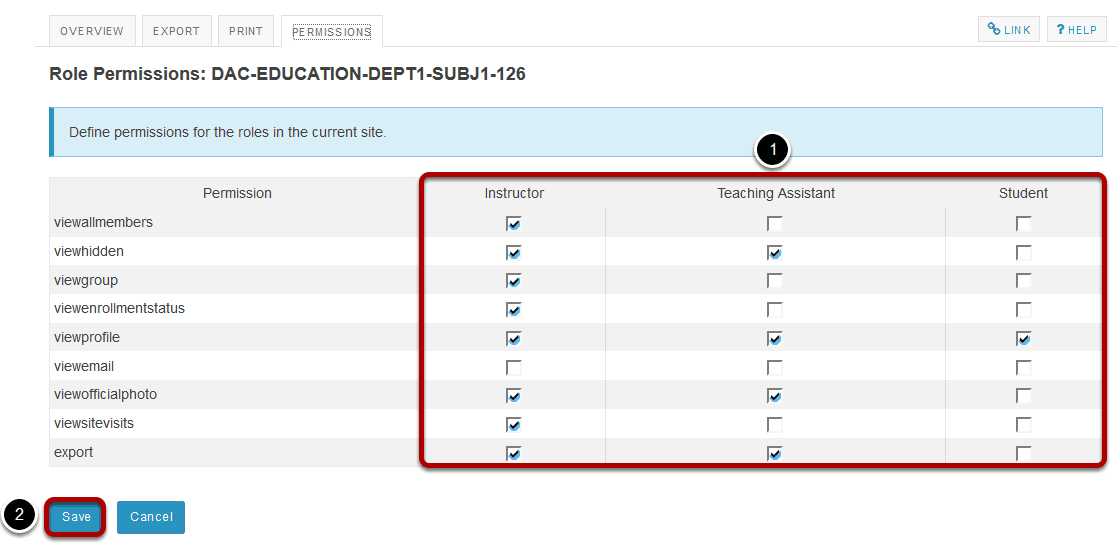 OVERVIEW EXPORT PRINT PERMISSIONS LINK ? HELP
Role Permissions: DAC-EDUCATION-DEPT1-SUBJ1-126
Define permissions for the roles in the current site.
1
Permission Instructor Teaching Assistant Student
viewallmembers
viewhidden
viewgroup
viewenrollmentstatus
viewprofile
viewemail
viewofficialphoto
viewsitevisits
export
2 Save Cancel